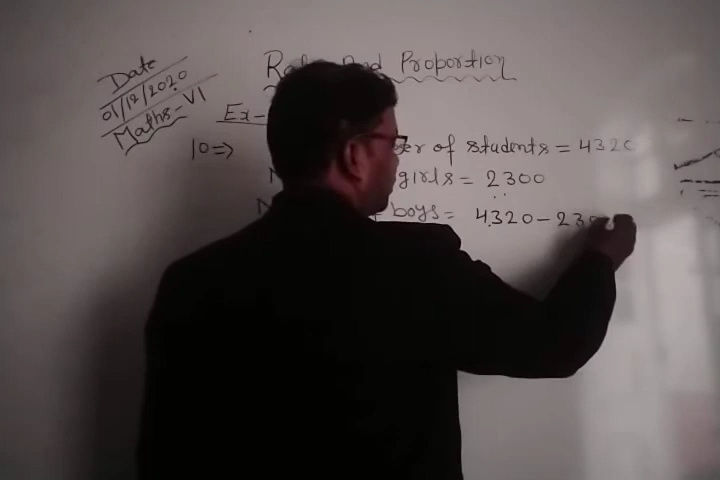 Date
01/12/2020
Maths-VI
Proportion
Ex-
10=> of students = 4320
girls = 2300
boys = 4320-23